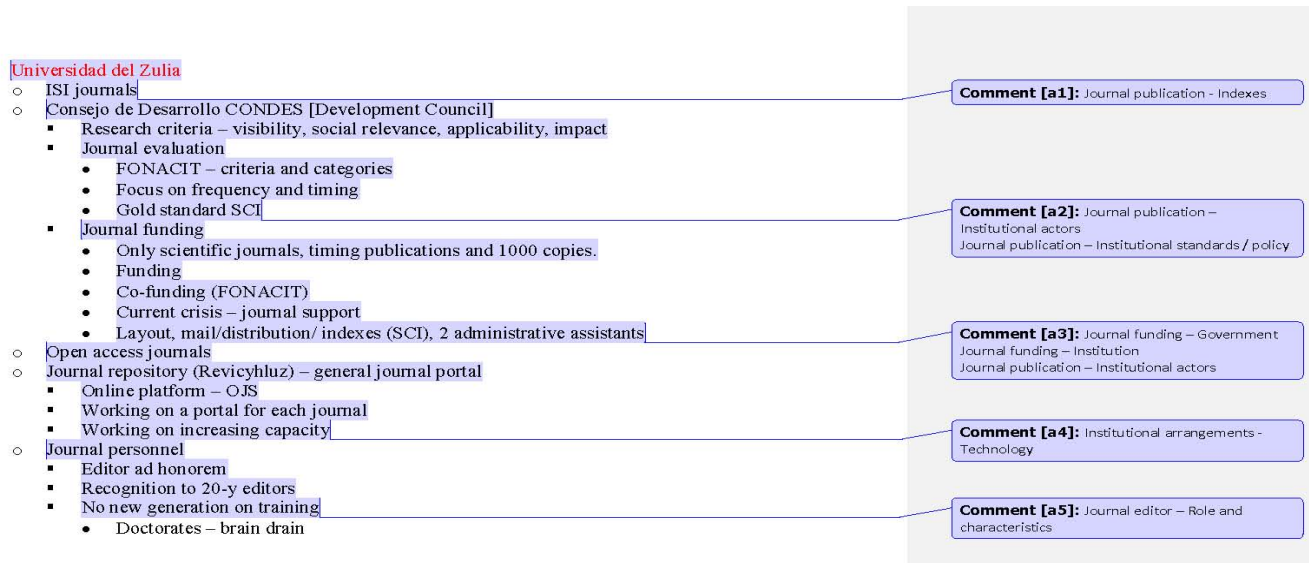 Universidad del Zulia
○ ISI journals
○ Consejo de Desarrollo CONDES [Development Council]
▪ Research criteria – visibility, social relevance, applicability, impact
▪ Journal evaluation
• FONACIT – criteria and categories
• Focus on frequency and timing
• Gold standard SCI
▪ Journal funding
• Only scientific journals, timing publications and 1000 copies.
• Funding
• Co-funding (FONACIT)
• Current crisis – journal support
• Layout, mail/distribution/ indexes (SCI), 2 administrative assistants
○ Open access journals
○ Journal repository (Revicyhluz) – general journal portal
▪ Online platform – OJS
▪ Working on a portal for each journal
▪ Working on increasing capacity
○ Journal personnel
▪ Editor ad honorem
▪ Recognition to 20-y editors
▪ No new generation on training
• Doctorates – brain drain
Comment [a1]: Journal publication - Indexes
Comment [a2]: Journal publication –
Institutional actors
Journal publication – Institutional standards / policy
Comment [a3]: Journal funding – Government
Journal funding – Institution
Journal publication – Institutional actors
Comment [a4]: Institutional arrangements -
Technology
Comment [a5]: Journal editor – Role and
characteristics